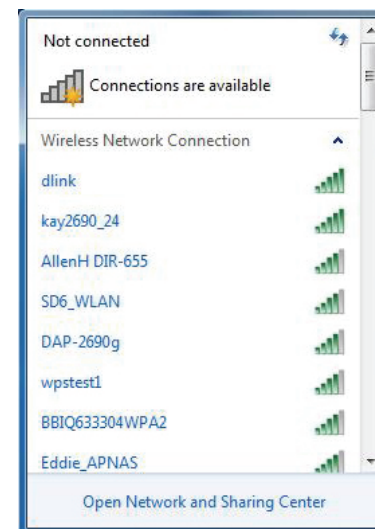 Not connected
Connections are available
Wireless Network Connection
dlink
kay2690_24
AllenH DIR-655
SD6_WLAN
DAP-2690g
wpstest1
BBIQ633304WPA2
Eddie_APNAS
Open Network and Sharing Center